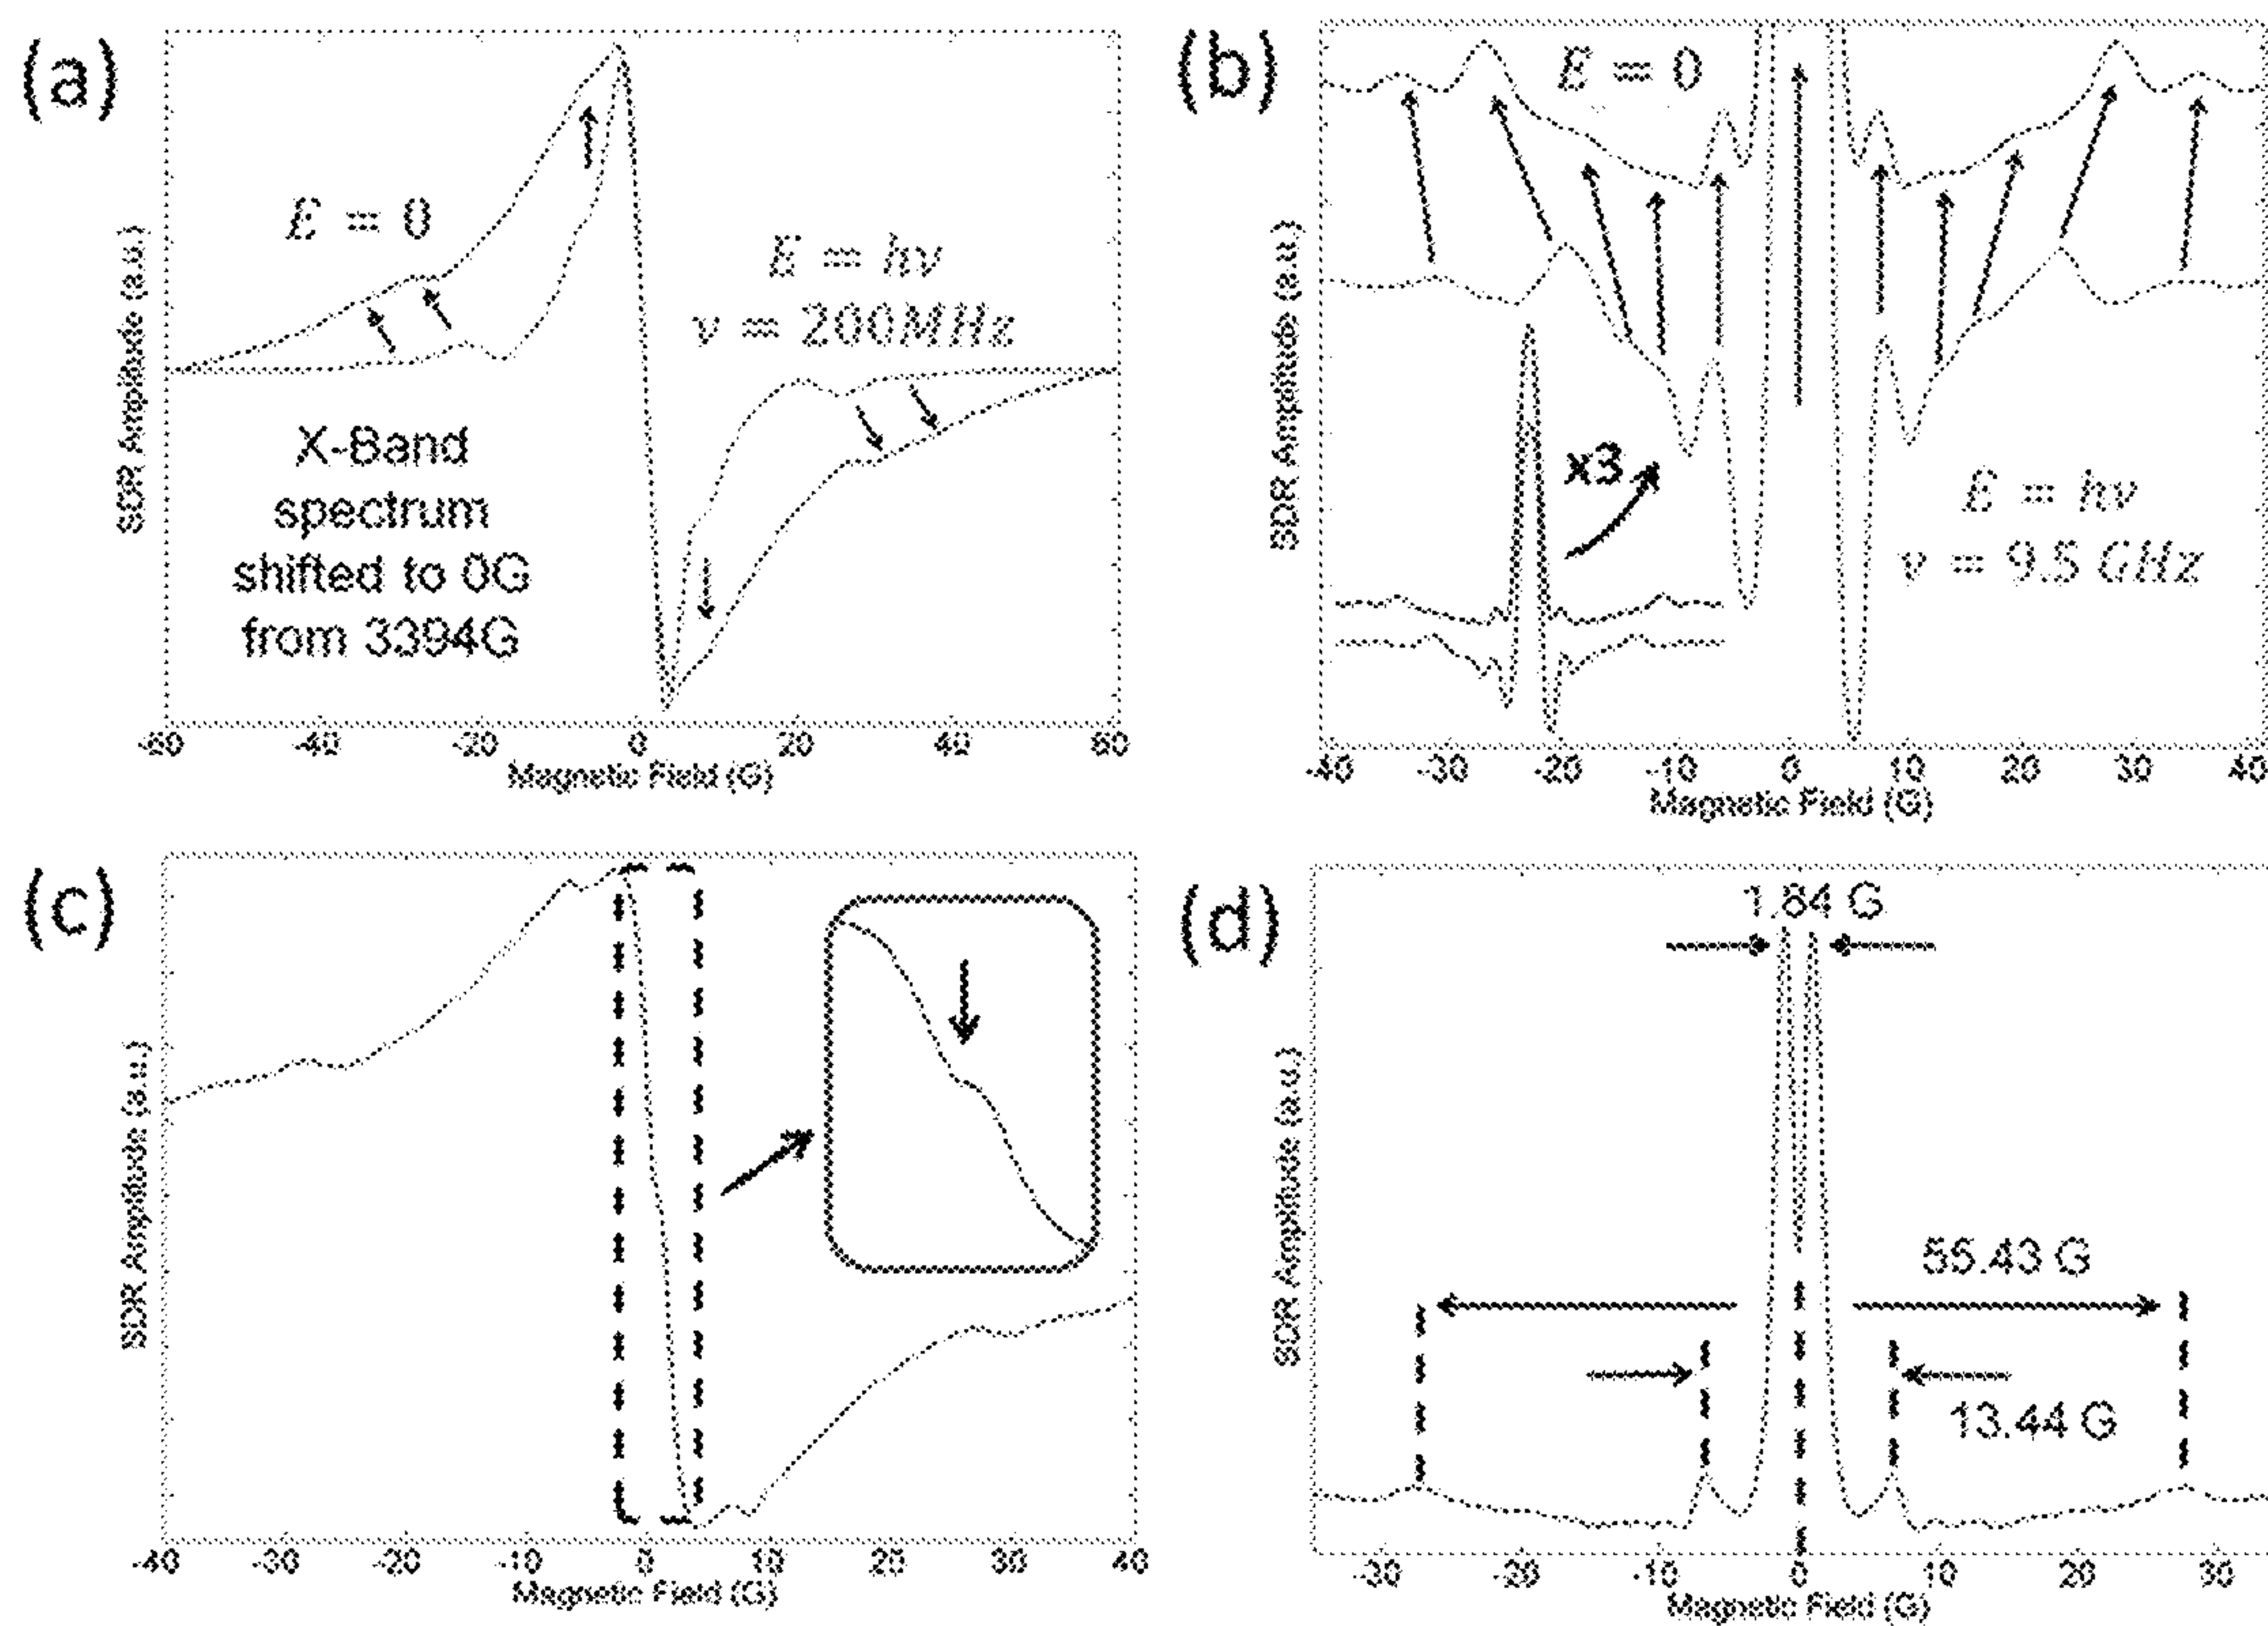 (a)
SDR Amplitude (a.u.)
E = 0
E = hν
ν = 200MHz
X-Band
spectrum
shifted to 0G
from 3394G
-60 -40 -20 0 20 40 60
Magnetic Field (G)
(b)
SDR Amplitude (a.u.)
E = 0
x3
E = hν
ν = 9.5 GHz
-40 -30 -20 -10 0 10 20 30 40
Magnetic Field (G)
(c)
SDR Amplitude (a.u.)
-40 -30 -20 -10 0 10 20 30 40
Magnetic Field (G)
(d)
SDR Amplitude (a.u.)
1.84 G
55.43 G
13.44 G
-30 -20 -10 0 10 20 30
Magnetic Field (G)